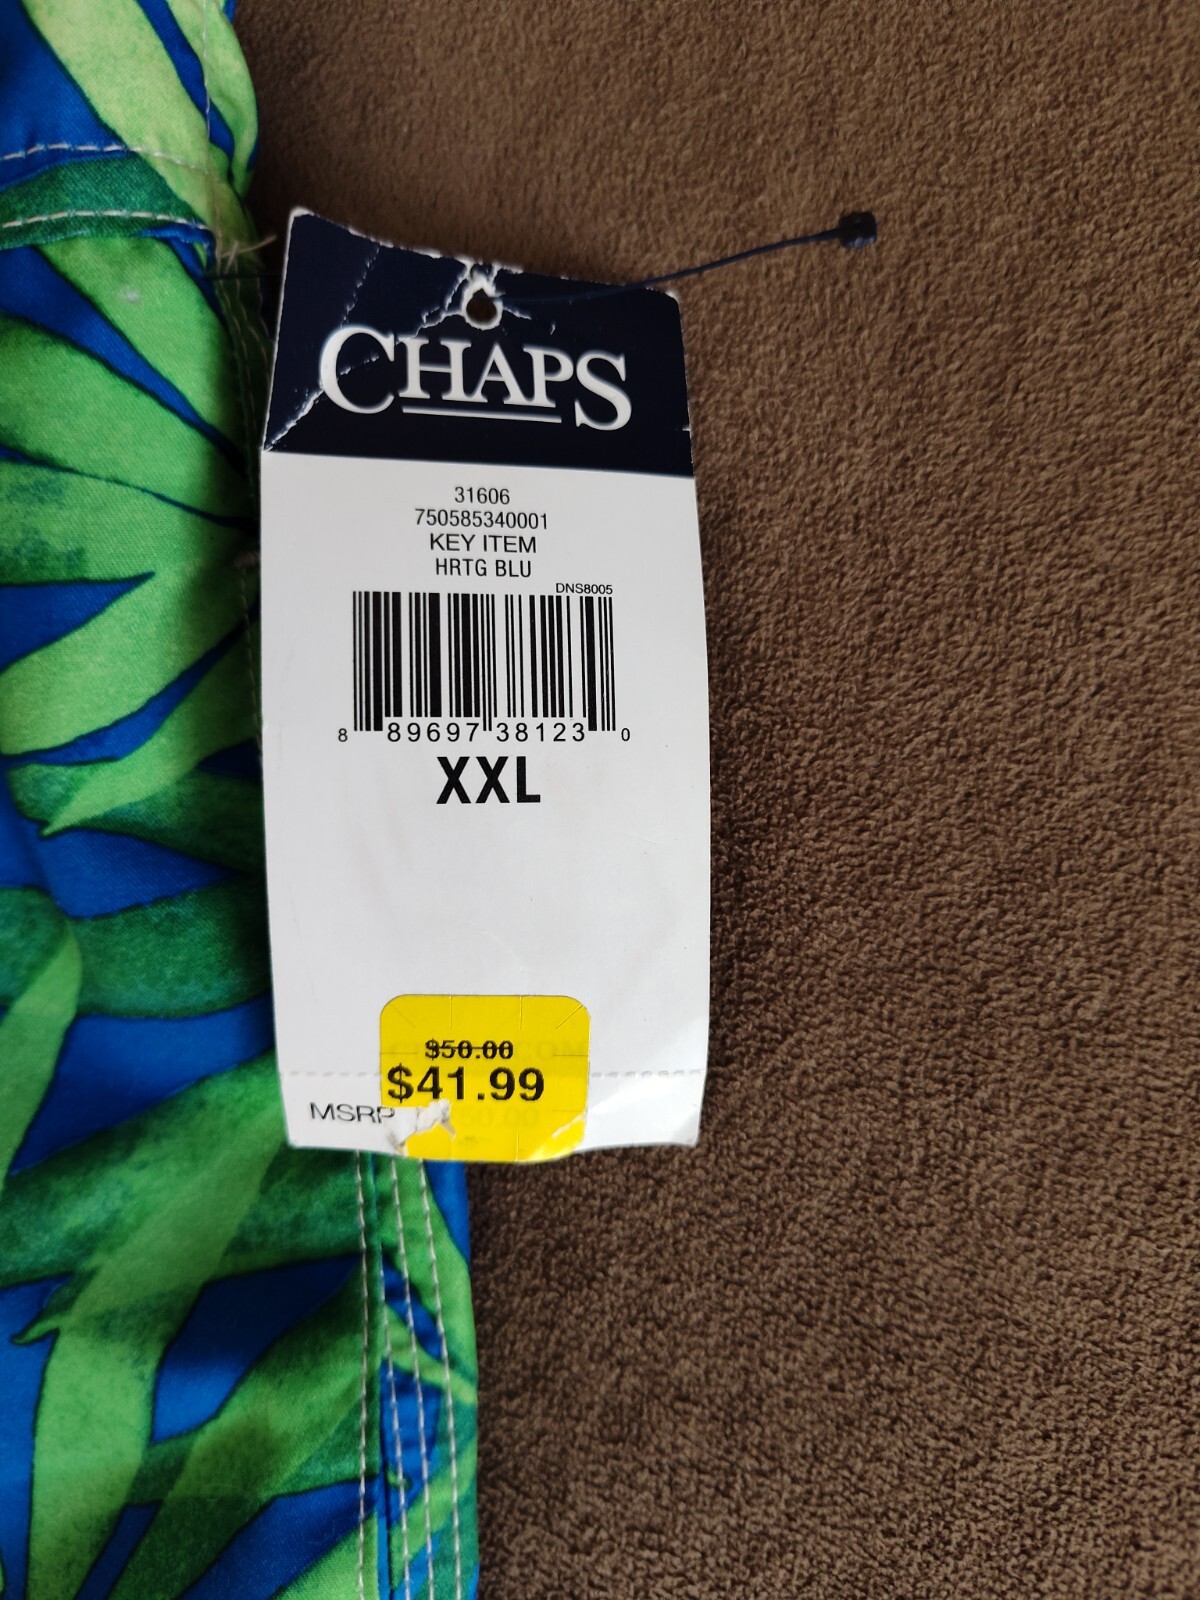 CHAPS
31606
750585340001
KEY ITEM
HRTG BLU
DNS8005
8 89697 38123 0
XXL
$50.00
$41.99
MSRP